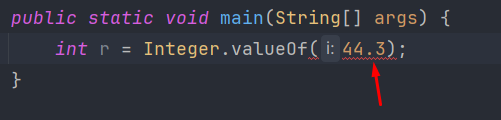 public static void main(String[] args) {
int r = Integer.valueOf( i: 44.3);
}